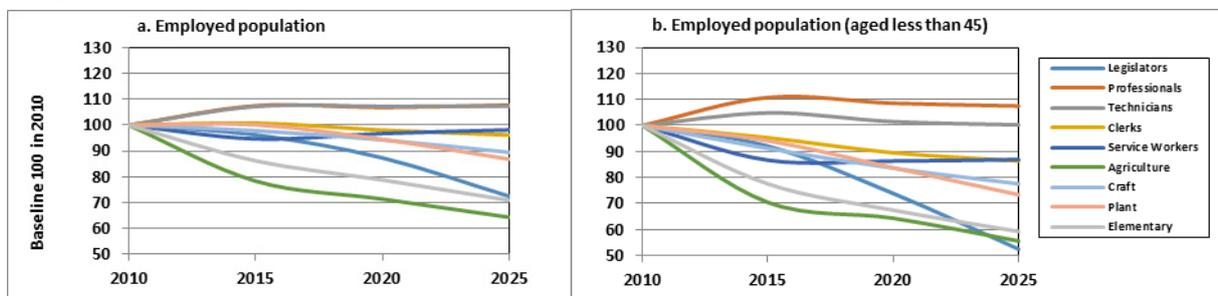 a. Employed population
130
120
110
100
90
80
70
60
50
Baseline 100 in 2010
2010 2015 2020 2025
b. Employed population (aged less than 45)
130
120
110
100
90
80
70
60
50
2010 2015 2020 2025
Legislators
Professionals
Technicians
Clerks
Service Workers
Agriculture
Craft
Plant
Elementary